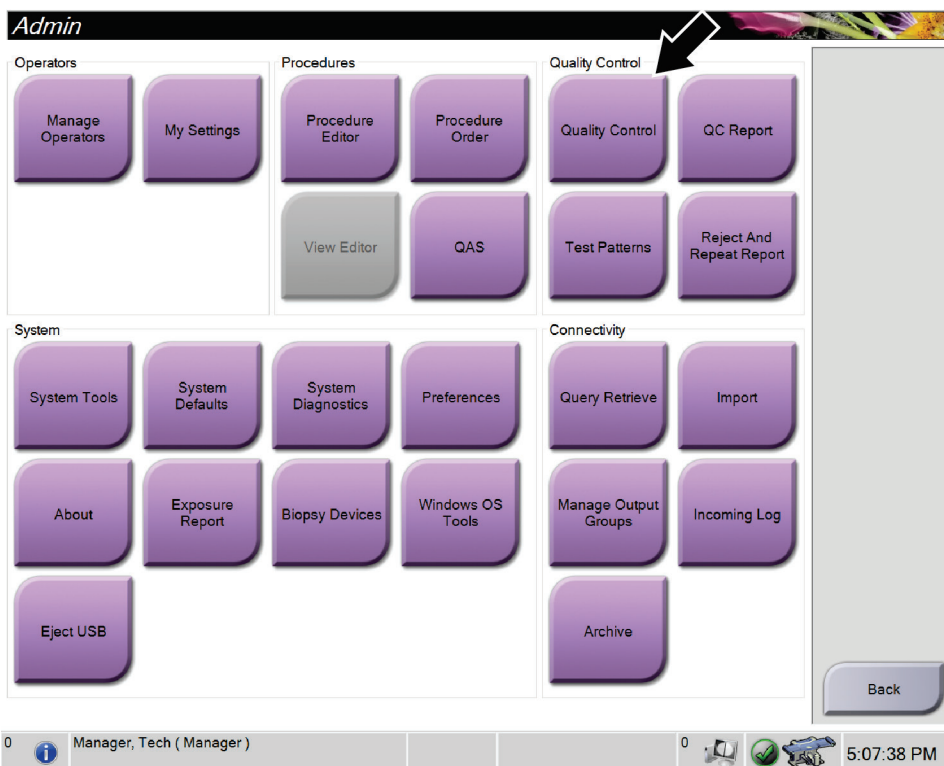 Admin
Operators
Manage
Operators
My Settings
Procedures
Procedure
Editor
Procedure
Order
View Editor
QAS
Quality Control
Quality Control
QC Report
Test Patterns
Reject And
Repeat Report
System
System Tools
System
Defaults
System
Diagnostics
Preferences
About
Exposure
Report
Biopsy Devices
Windows OS
Tools
Eject USB
Connectivity
Query Retrieve
Import
Manage Output
Groups
Incoming Log
Archive
Back
0
Manager, Tech ( Manager )
0
5:07:38 PM